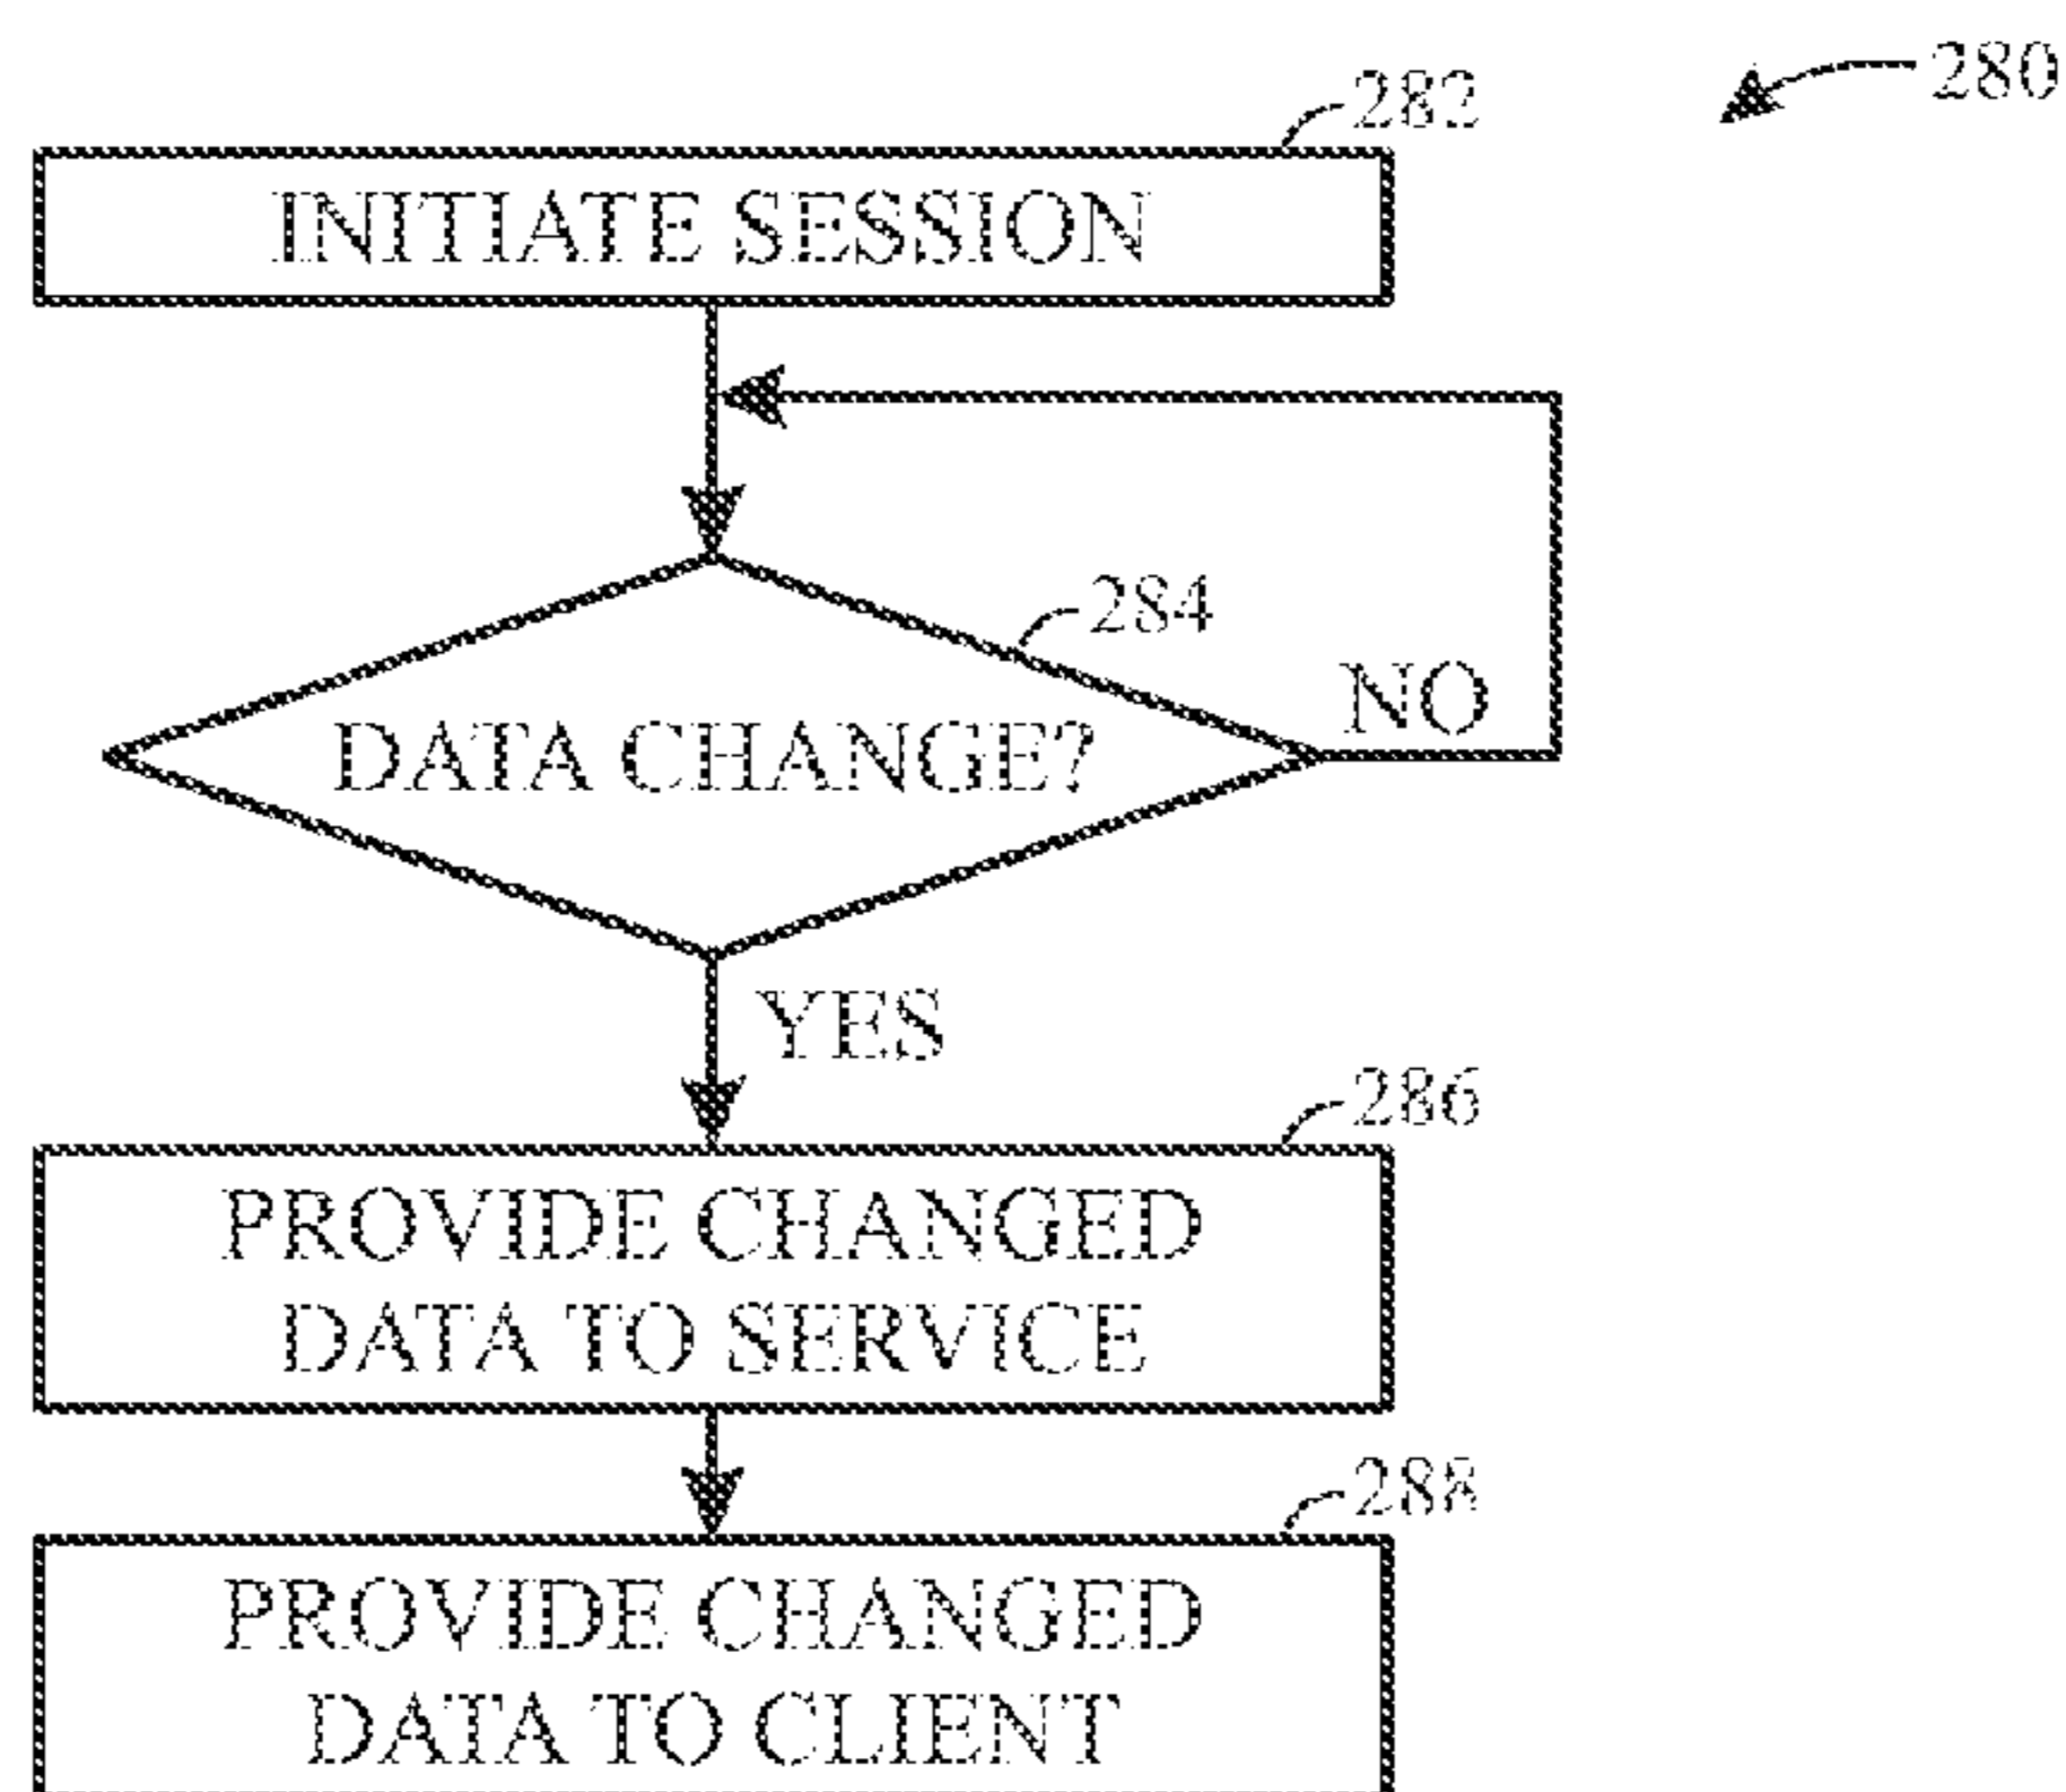 280
282
INITIATE SESSION
284
DATA CHANGE?
NO
YES
286
PROVIDE CHANGED
DATA TO SERVICE
288
PROVIDE CHANGED
DATA TO CLIENT